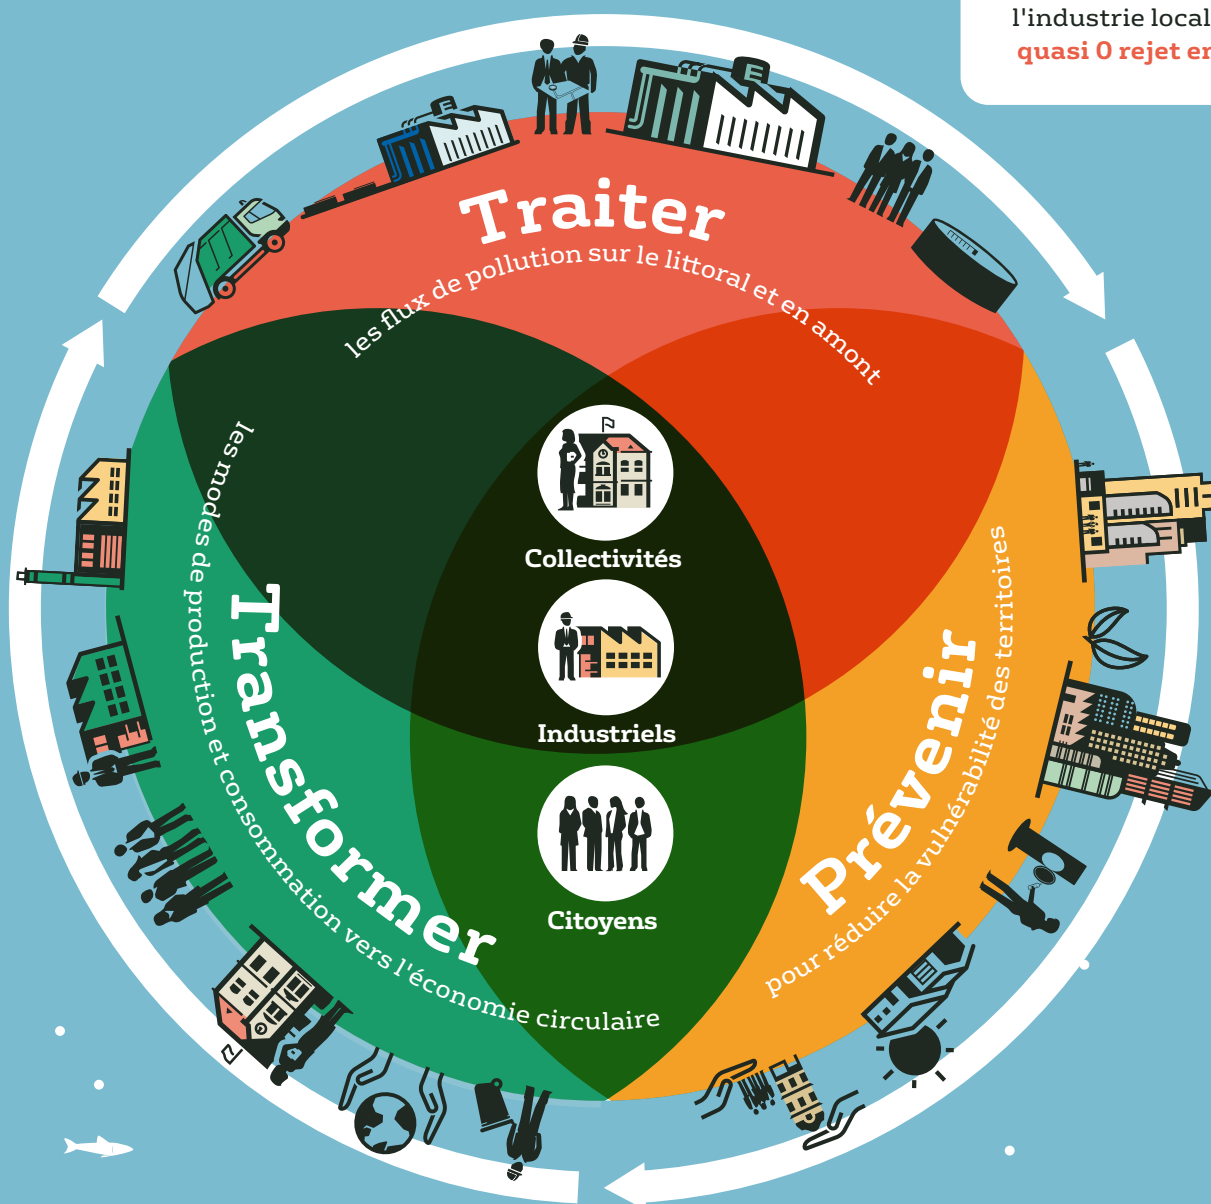 l'industrie local
quasi 0 rejet en
Traiter
les flux de pollution sur le littoral et en amont
Collectivités
Industriels
Citoyens
Prévenir
pour réduire la vulnérabilité des territoires
Transformer
les modes de production et consommation vers l'économie circulaire
E
E